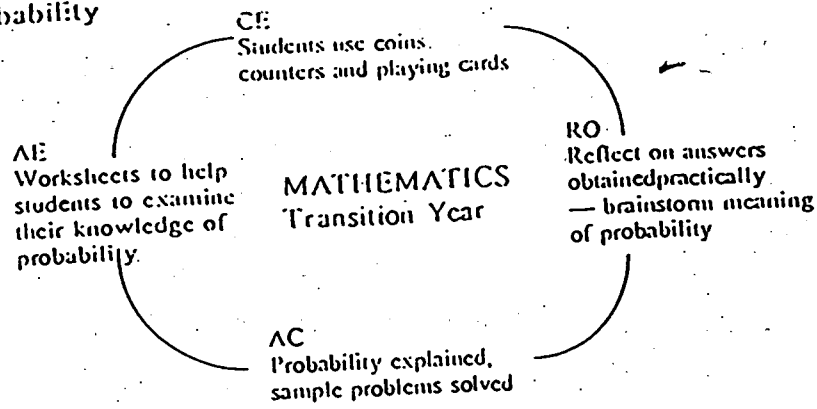 bability
CE
Students use coins,
counters and playing cards
RO
Reflect on answers
obtainedpractically
— brainstorm meaning
of probability
AE
Worksheets to help
students to examine
their knowledge of
probability.
MATHEMATICS
Transition Year
AC
Probability explained,
sample problems solved